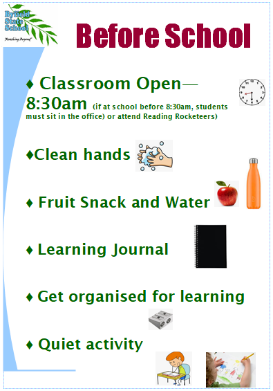 Before School
♦ Classroom Open—
8:30am (if at school before 8:30am, students
must sit in the office) or attend Reading Rocketeers)
♦Clean hands
♦ Fruit Snack and Water
♦ Learning Journal
♦ Get organised for learning
♦ Quiet activity